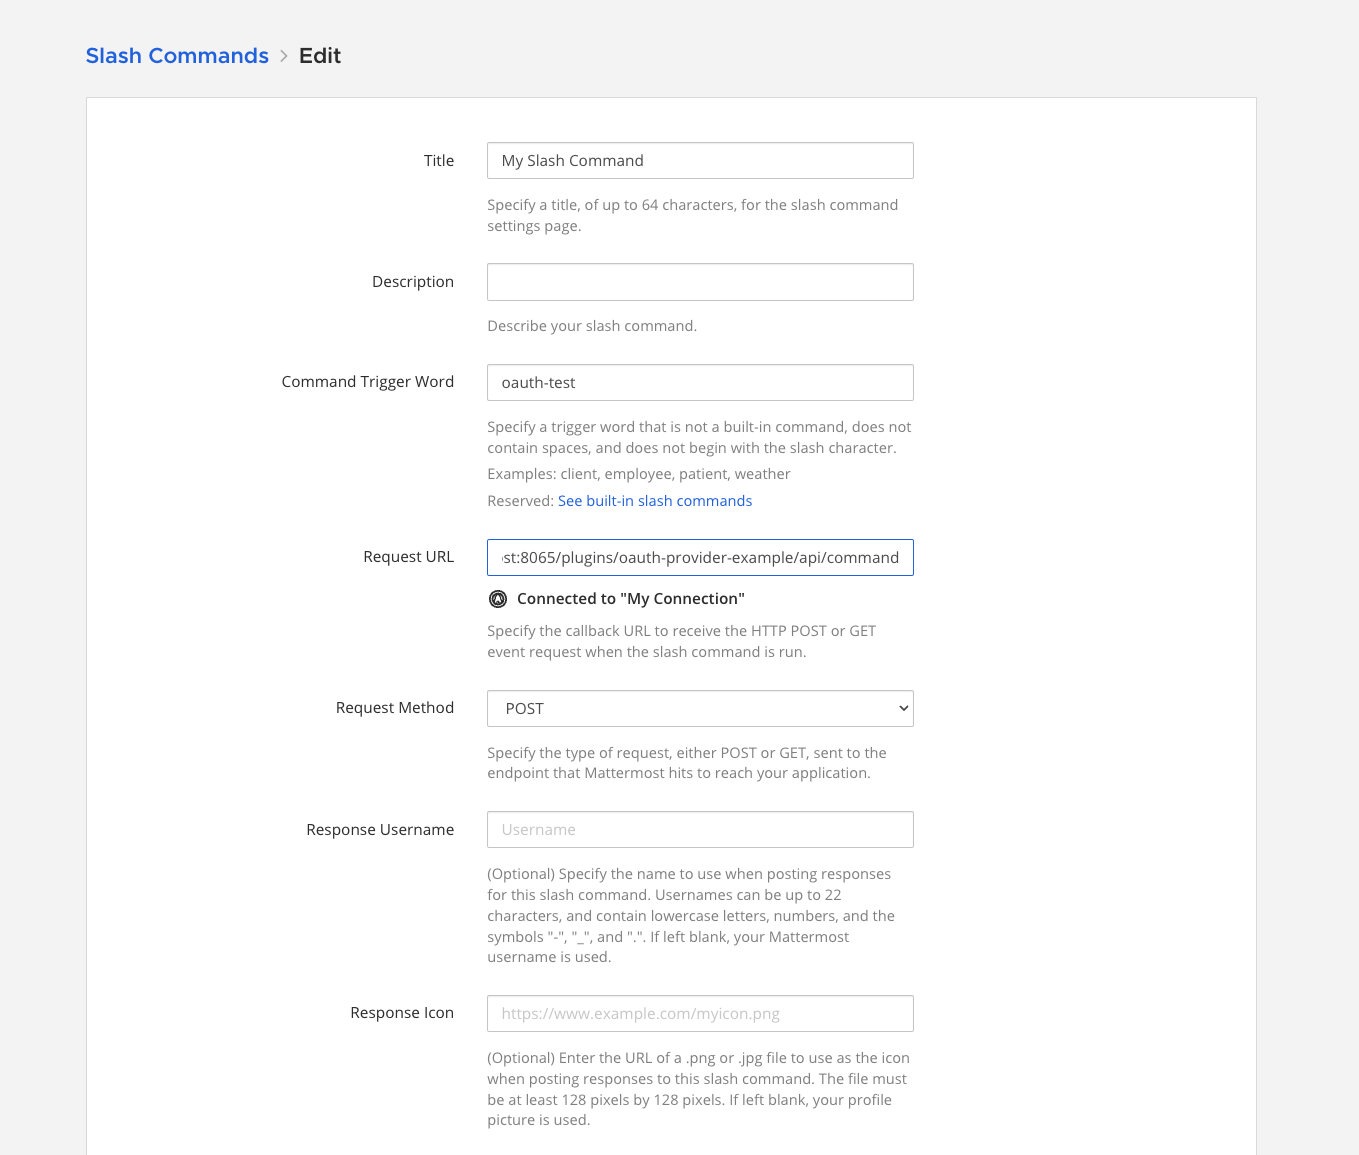 Slash Commands > Edit
Title
My Slash Command
Specify a title, of up to 64 characters, for the slash command
settings page.
Description
Describe your slash command.
Command Trigger Word
oauth-test
Specify a trigger word that is not a built-in command, does not
contain spaces, and does not begin with the slash character.
Examples: client, employee, patient, weather
Reserved: See built-in slash commands
Request URL
st:8065/plugins/oauth-provider-example/api/command
Connected to "My Connection"
Specify the callback URL to receive the HTTP POST or GET
event request when the slash command is run.
Request Method
POST
Specify the type of request, either POST or GET, sent to the
endpoint that Mattermost hits to reach your application.
Response Username
Username
(Optional) Specify the name to use when posting responses
for this slash command. Usernames can be up to 22
characters, and contain lowercase letters, numbers, and the
symbols "-", "_", and ".". If left blank, your Mattermost
username is used.
Response Icon
https://www.example.com/myicon.png
(Optional) Enter the URL of a .png or .jpg file to use as the icon
when posting responses to this slash command. The file must
be at least 128 pixels by 128 pixels. If left blank, your profile
picture is used.